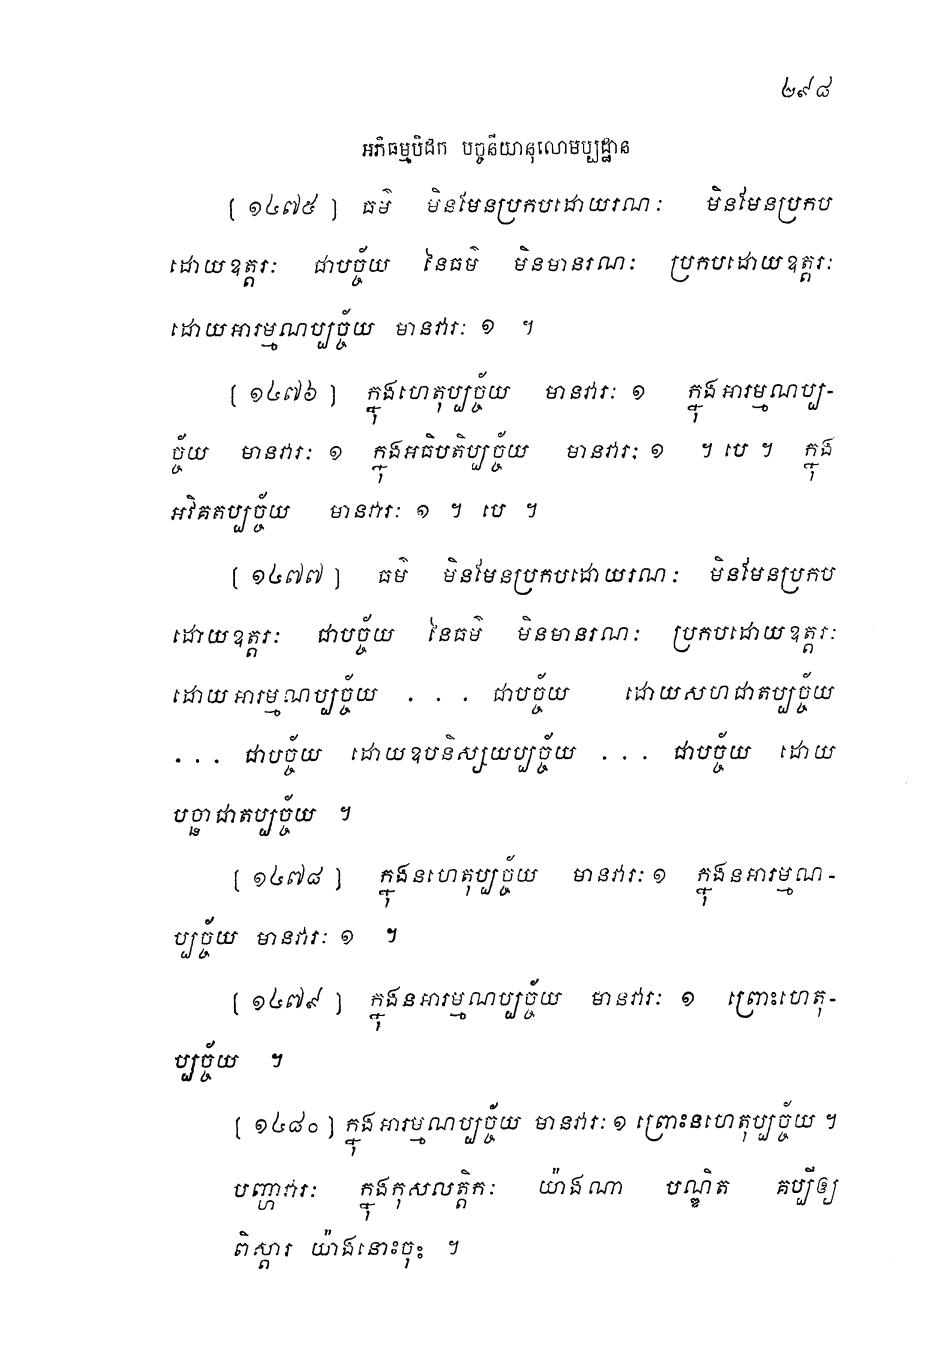 ២៩៨
អភិធម្មបិដក បច្ចនីយានុលោមប្បដ្ឋាន
[ ១៤៧៥ ] ធម៌ មិនមែនប្រកបដោយរណៈ មិនមែនប្រកប
ដោយឧត្តរៈ ជាបច្ច័យ នៃធម៌ មិនមានរណៈ ប្រកបដោយឧត្តរៈ
ដោយអារម្មណប្បច្ច័យ មានវារៈ ១ ។
[ ១៤៧៦ ] ក្នុងហេតុប្បច្ច័យ មានវារៈ ១ ក្នុងអារម្មណប្ប-
ច្ច័យ មានវារៈ ១ ក្នុងអធិបតិប្បច្ច័យ មានវារៈ ១ ។ បេ ។ ក្នុង
អវិគតប្បច្ច័យ មានវារៈ ១ ។ បេ ។
[ ១៤៧៧ ] ធម៌ មិនមែនប្រកបដោយរណៈ មិនមែនប្រកប
ដោយឧត្តរៈ ជាបច្ច័យ នៃធម៌ មិនមានរណៈ ប្រកបដោយឧត្តរៈ
ដោយអារម្មណប្បច្ច័យ . . . ជាបច្ច័យ ដោយសហជាតប្បច្ច័យ
. . . ជាបច្ច័យ ដោយឧបនិស្សយប្បច្ច័យ . . . ជាបច្ច័យ ដោយ
បច្ឆាជាតប្បច្ច័យ ។
[ ១៤៧៨ ] ក្នុងនហេតុប្បច្ច័យ មានវារៈ ១ ក្នុងនអារម្មណ-
ប្បច្ច័យ មានវារៈ ១ ។
[ ១៤៧៩ ] ក្នុងនអារម្មណប្បច្ច័យ មានវារៈ ១ ព្រោះហេតុ-
ប្បច្ច័យ ។
[ ១៤៨០ ] ក្នុងអារម្មណប្បច្ច័យ មានវារៈ ១ ព្រោះនហេតុប្បច្ច័យ ។
បញ្ហាវារៈ ក្នុងកុសលត្តិកៈ យ៉ាងណា បណ្ឌិត គប្បីឲ្យ
ពិស្តារ យ៉ាងនោះចុះ ។